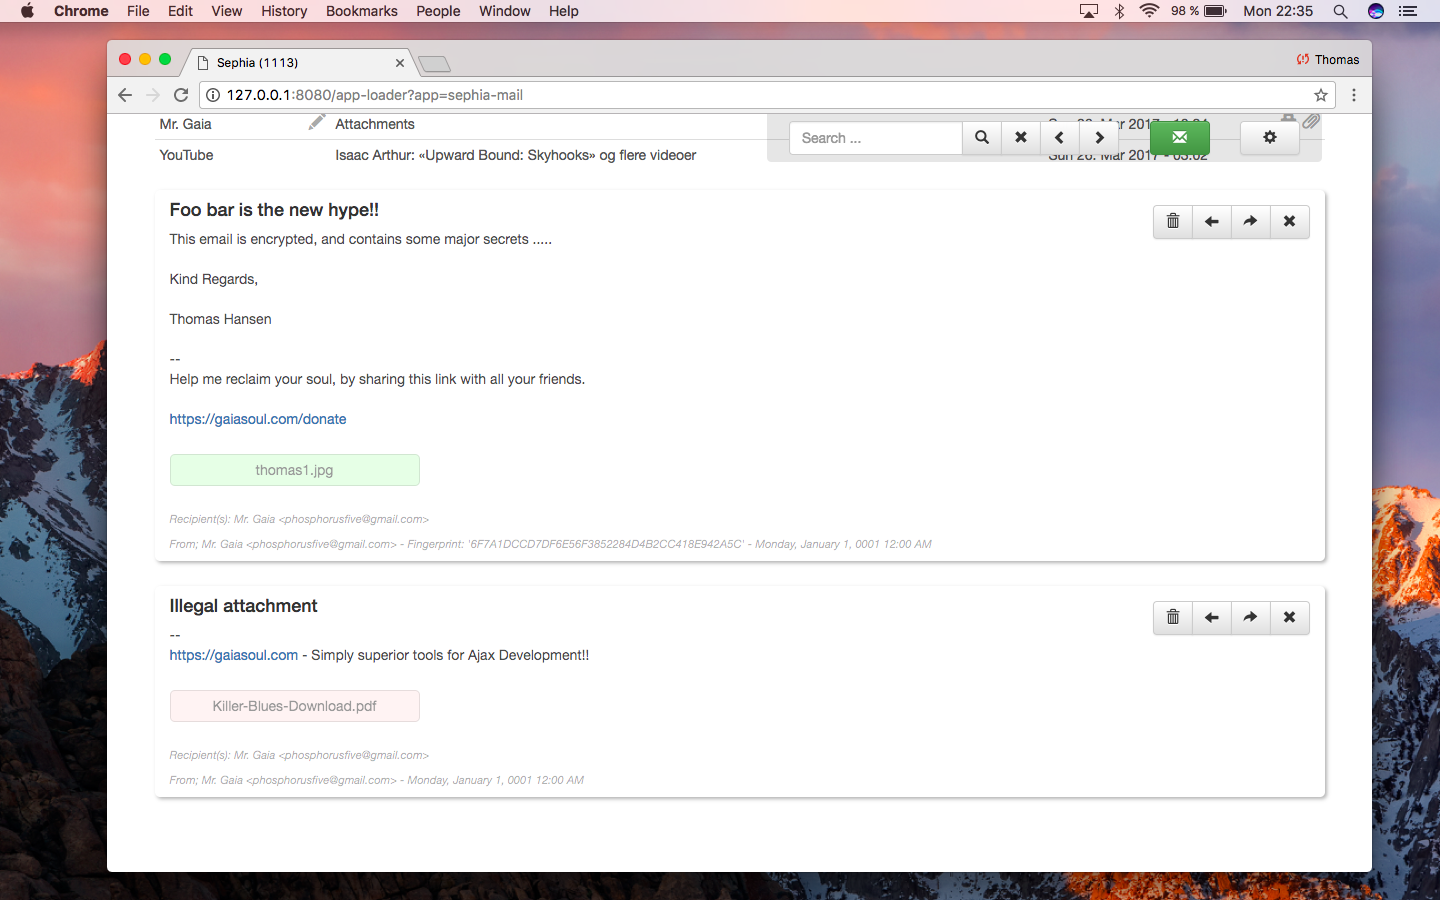 Chrome File Edit View History Bookmarks People Window Help 98 % Mon 22:35
Sephia (1113) Thomas
127.0.0.1:8080/app-loader?app=sephia-mail
Mr. Gaia Attachments
Search ...
YouTube Isaac Arthur: «Upward Bound: Skyhooks» og flere videoer Sun 26. Mar 2017 - 03:02
Foo bar is the new hype!!
This email is encrypted, and contains some major secrets .....
Kind Regards,
Thomas Hansen
--
Help me reclaim your soul, by sharing this link with all your friends.
https://gaiasoul.com/donate
thomas1.jpg
Recipient(s): Mr. Gaia <phosphorusfive@gmail.com>
From; Mr. Gaia <phosphorusfive@gmail.com> - Fingerprint: '6F7A1DCCD7DF6E56F3852284D4B2CC418E942A5C' - Monday, January 1, 0001 12:00 AM
Illegal attachment
--
https://gaiasoul.com - Simply superior tools for Ajax Development!!
Killer-Blues-Download.pdf
Recipient(s): Mr. Gaia <phosphorusfive@gmail.com>
From; Mr. Gaia <phosphorusfive@gmail.com> - Monday, January 1, 0001 12:00 AM